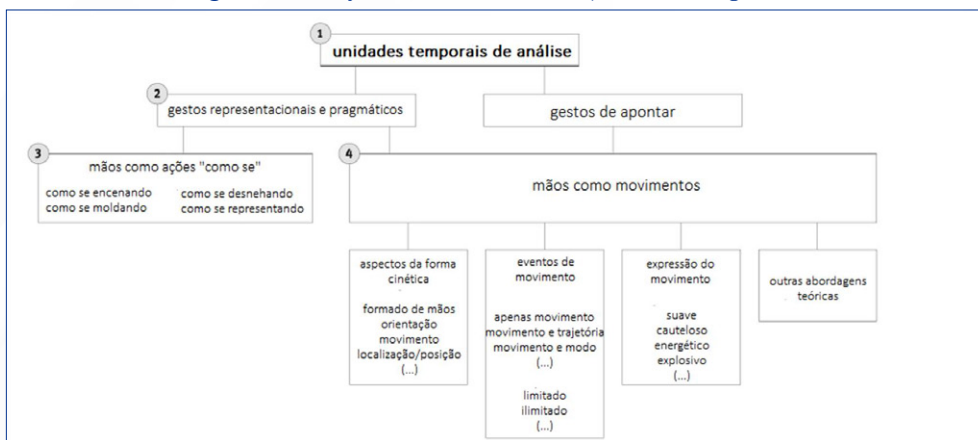 1
unidades temporais de análise
2
gestos representacionais e pragmáticos
gestos de apontar
3
mãos como ações "como se"
como se encenando como se desnehando
como se moldando como se representando
4
mãos como movimentos
aspectos da forma
cinética
formado de mãos
orientação
movimento
localização/posição
(...)
eventos de
movimento
apenas movimento
movimento e trajetória
movimento e modo
(...)
limitado
ilimitado
(...)
expressão do
movimento
suave
cauteloso
energético
explosivo
(...)
outras abordagens
teóricas